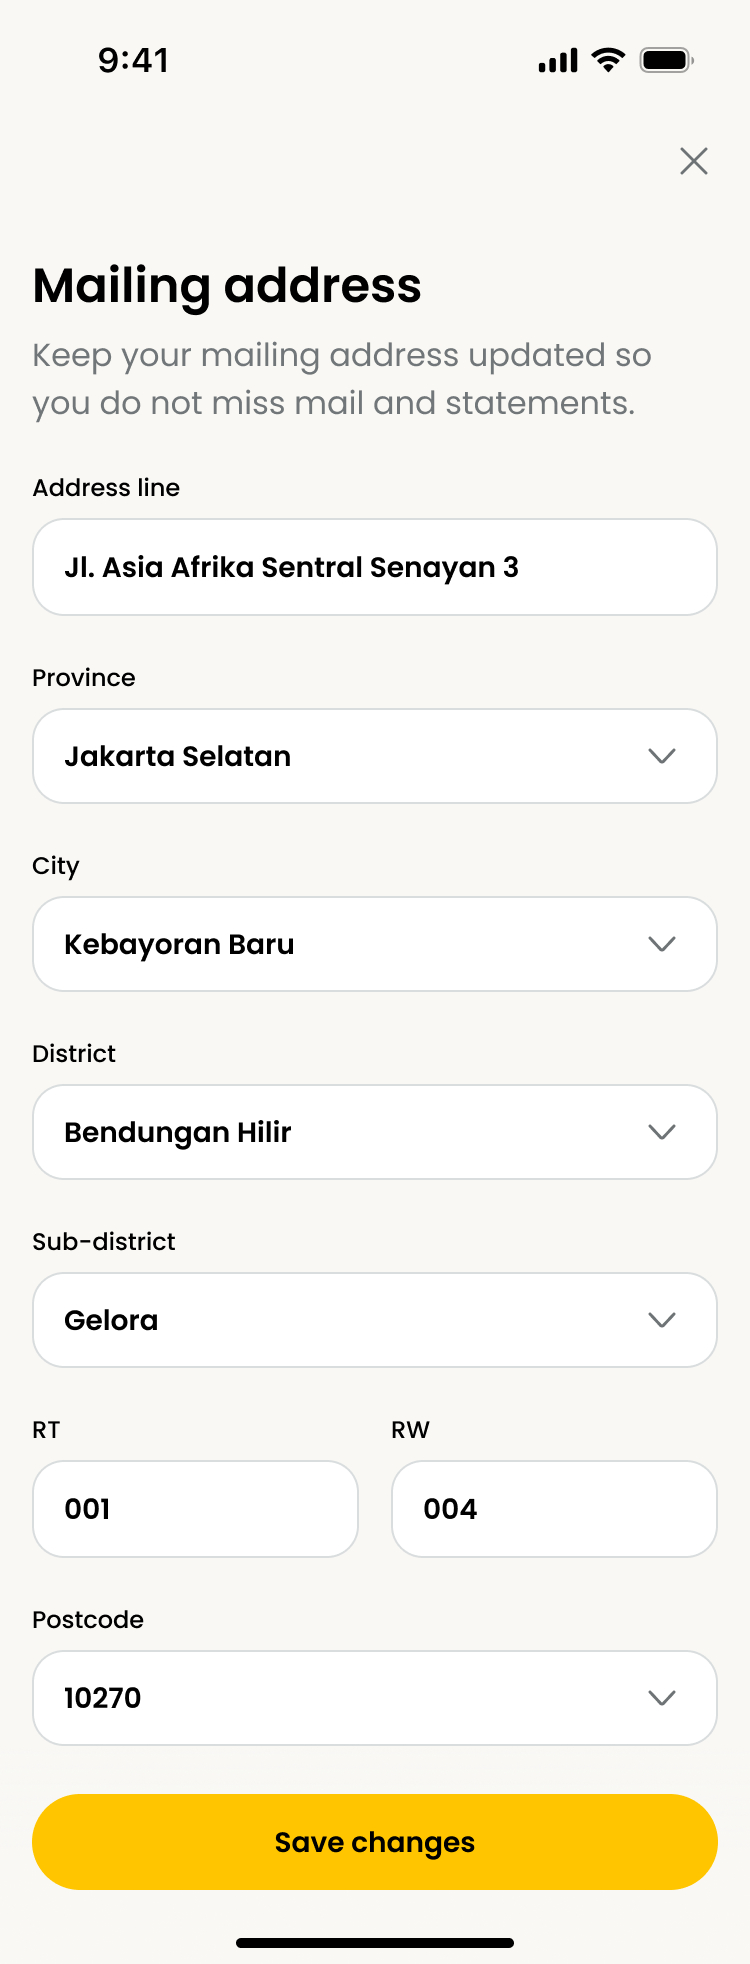 9:41
Mailing address
Keep your mailing address updated so
you do not miss mail and statements.
Address line
Jl. Asia Afrika Sentral Senayan 3
Province
Jakarta Selatan
City
Kebayoran Baru
District
Bendungan Hilir
Sub-district
Gelora
RT
RW
001
004
Postcode
10270
Save changes